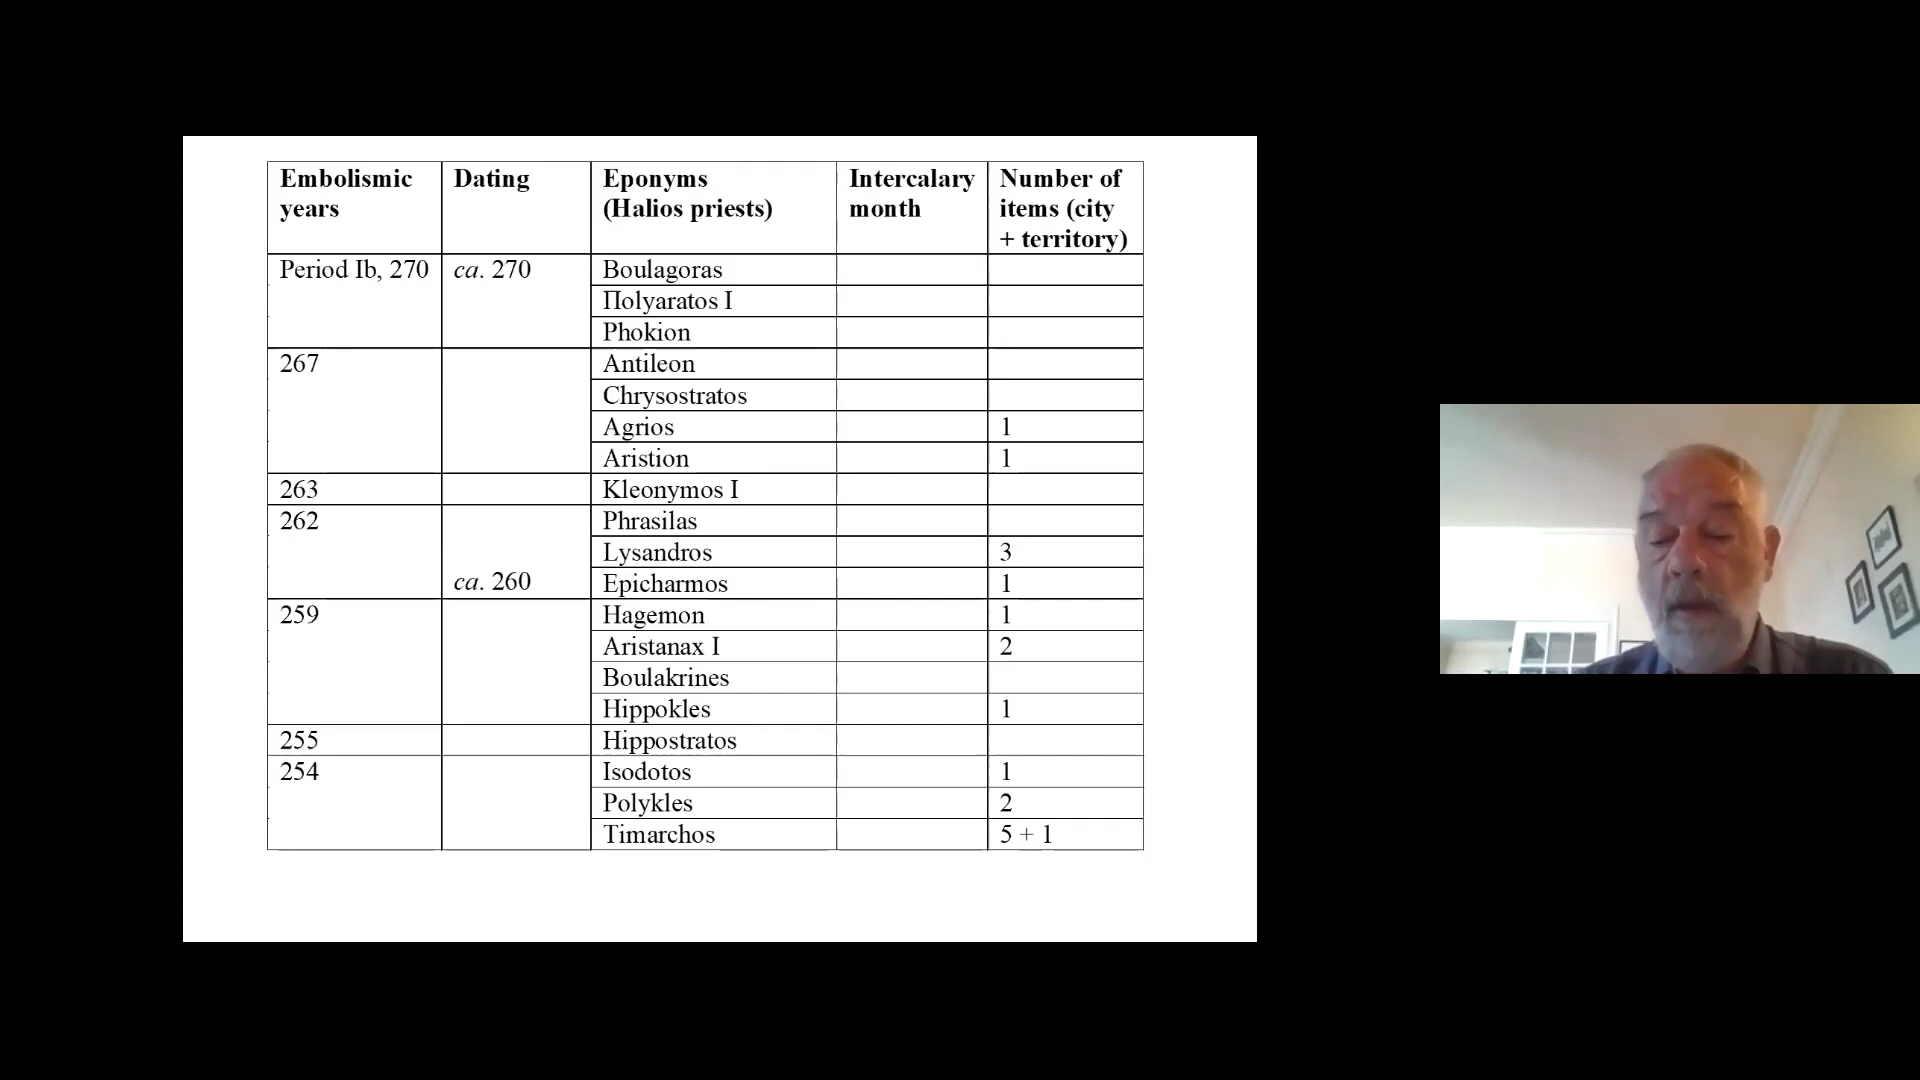 Embolismic years Dating Eponyms (Halios priests) Intercalary month Number of items (city + territory)
Period Ib, 270 ca. 270 Boulagoras
Πolyaratos I
Phokion
267 Antileon
Chrysostratos
Agrios 1
Aristion 1
263 Kleonymos I
262 Phrasilas
Lysandros 3
ca. 260 Epicharmos 1
259 Hagemon 1
Aristanax I 2
Boulakrines
Hippokles 1
255 Hippostratos
254 Isodotos 1
Polykles 2
Timarchos 5 + 1